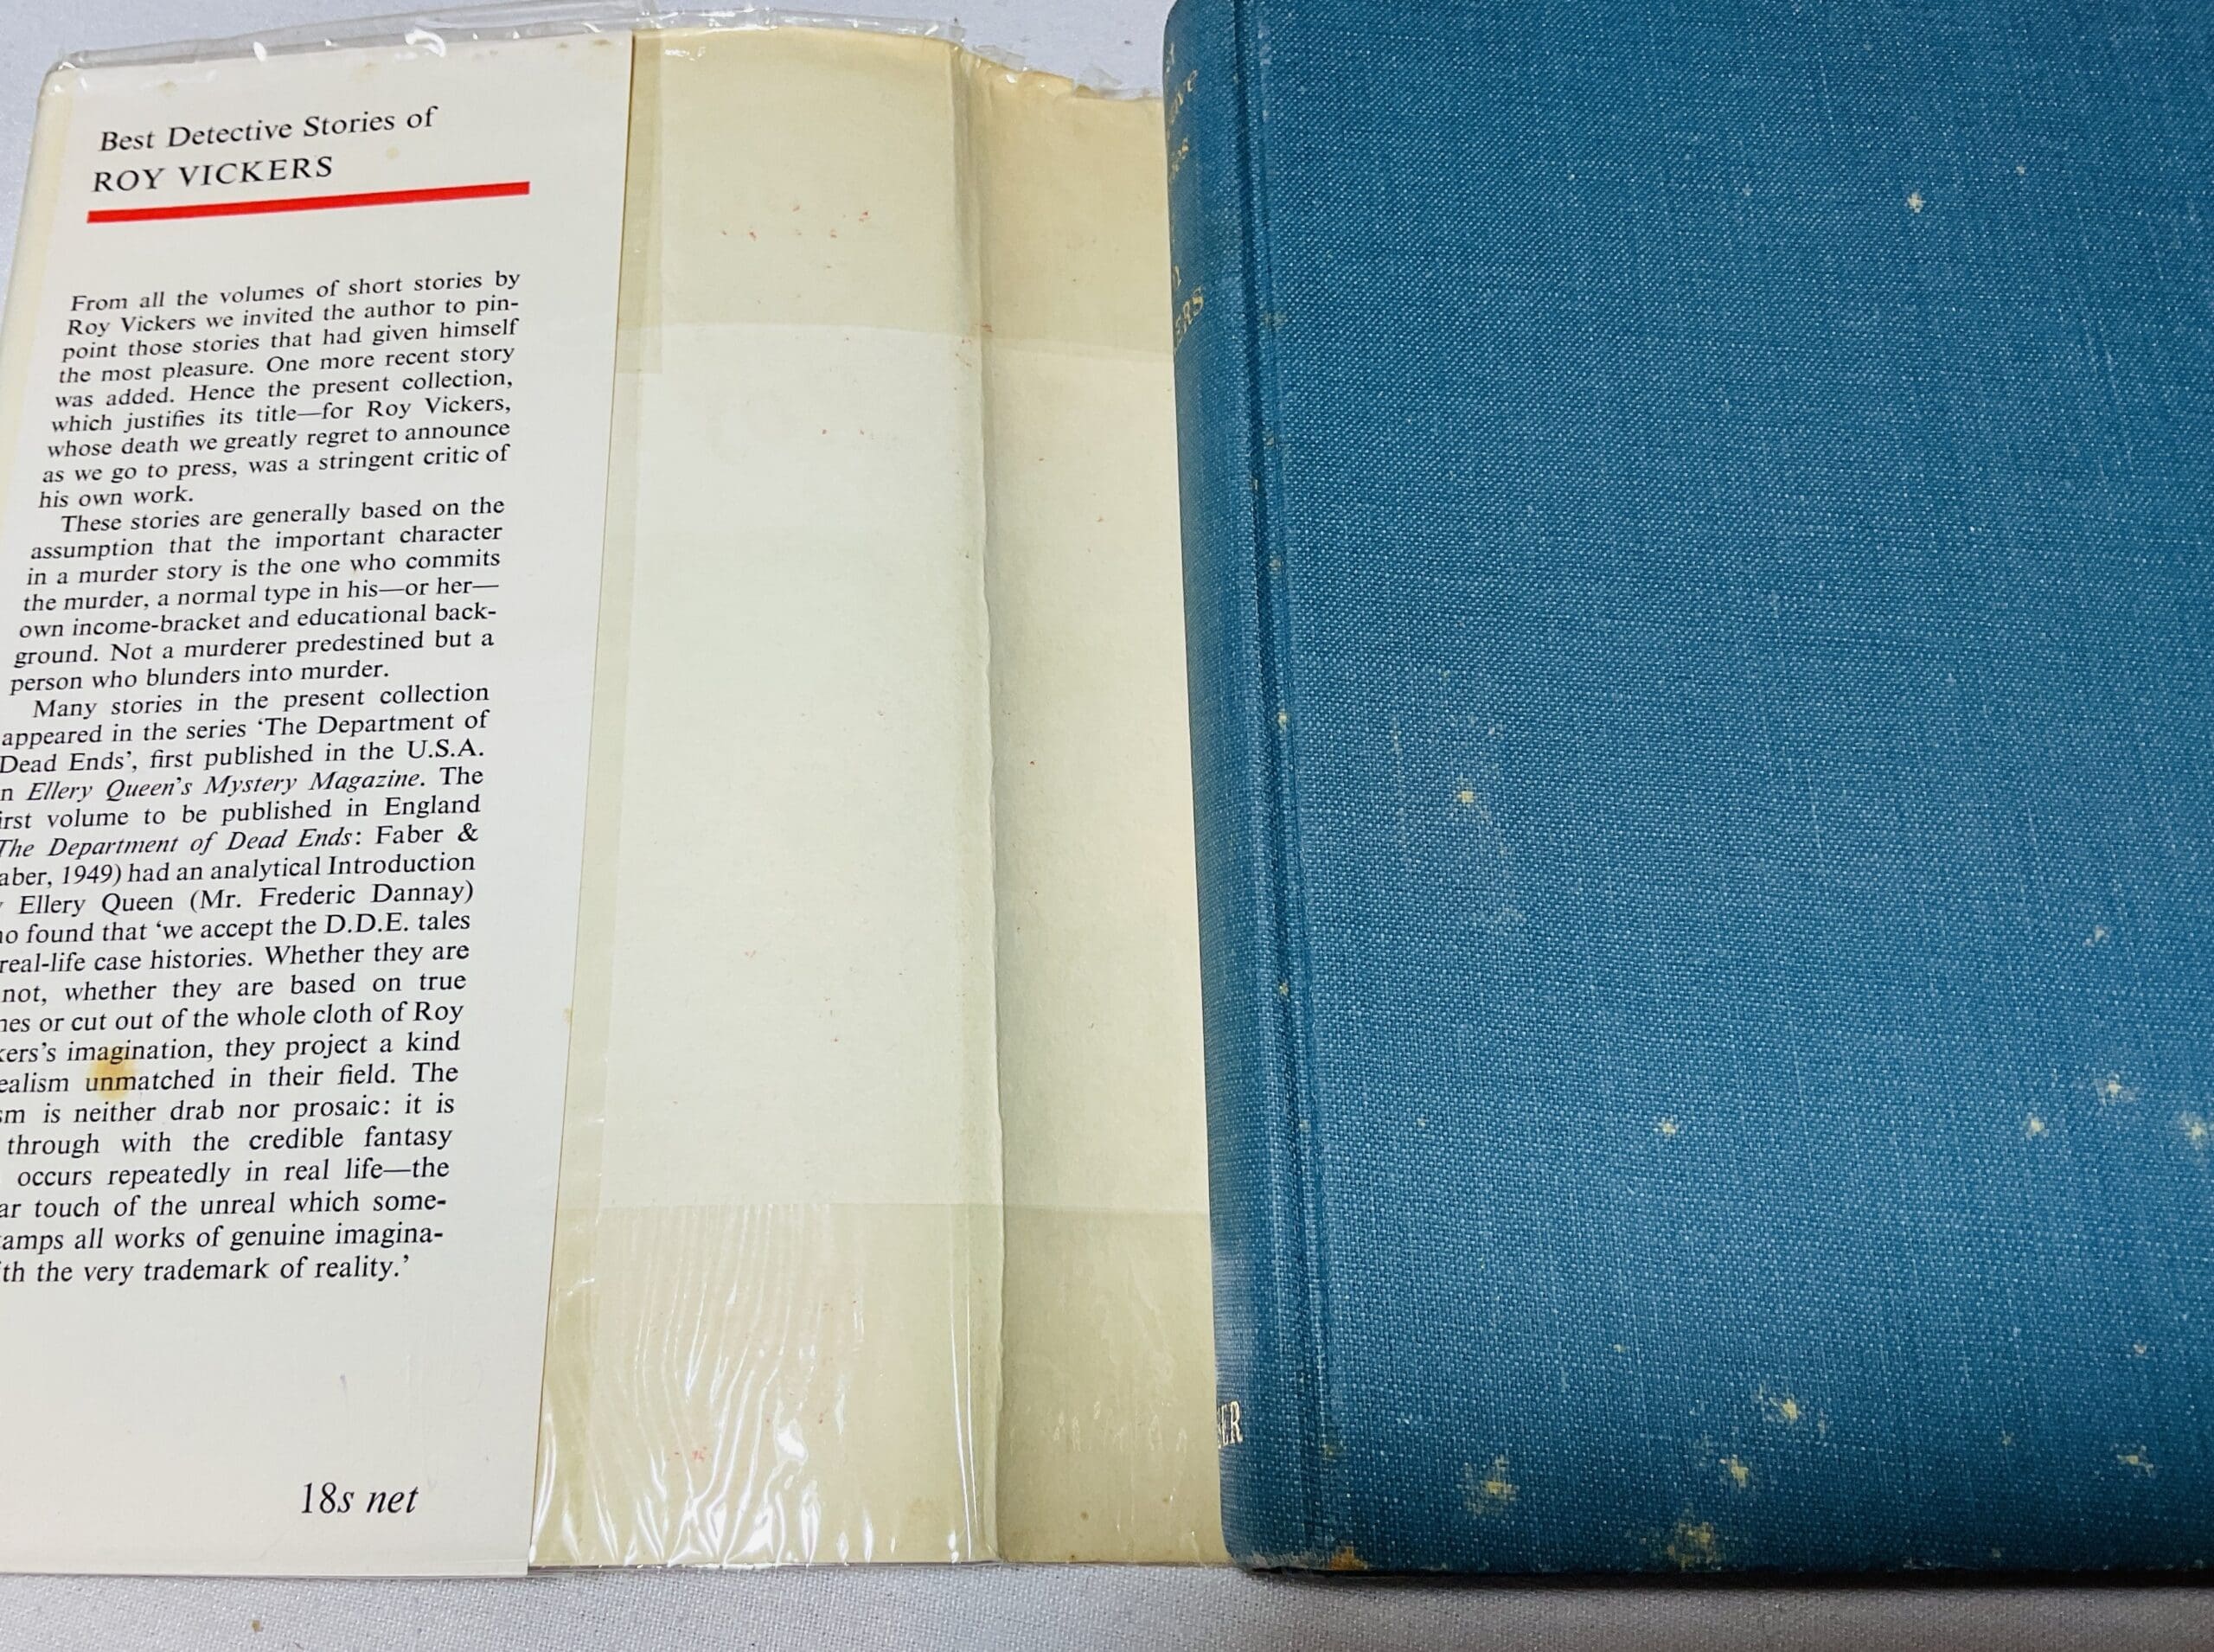 Best Detective Stories of
ROY VICKERS
From all the volumes of short stories by
Roy Vickers we invited the author to pin-
point those stories that had given himself
the most pleasure. One more recent story
was added. Hence the present collection,
which justifies its title—for Roy Vickers,
whose death we greatly regret to announce
as we go to press, was a stringent critic of
his own work.
These stories are generally based on the
assumption that the important character
in a murder story is the one who commits
the murder, a normal type in his—or her—
own income-bracket and educational back-
ground. Not a murderer predestined but a
person who blunders into murder.
Many stories in the present collection
appeared in the series ‘The Department of
Dead Ends’, first published in the U.S.A.
n Ellery Queen's Mystery Magazine. The
irst volume to be published in England
The Department of Dead Ends: Faber &
aber, 1949) had an analytical Introduction
Ellery Queen (Mr. Frederic Dannay)
ho found that ‘we accept the D.D.E. tales
real-life case histories. Whether they are
not, whether they are based on true
mes or cut out of the whole cloth of Roy
kers's imagination, they project a kind
ealism unmatched in their field. The
sm is neither drab nor prosaic: it is
through with the credible fantasy
occurs repeatedly in real life—the
ar touch of the unreal which some-
tamps all works of genuine imagina-
ith the very trademark of reality.’
18s net
ERS
BER